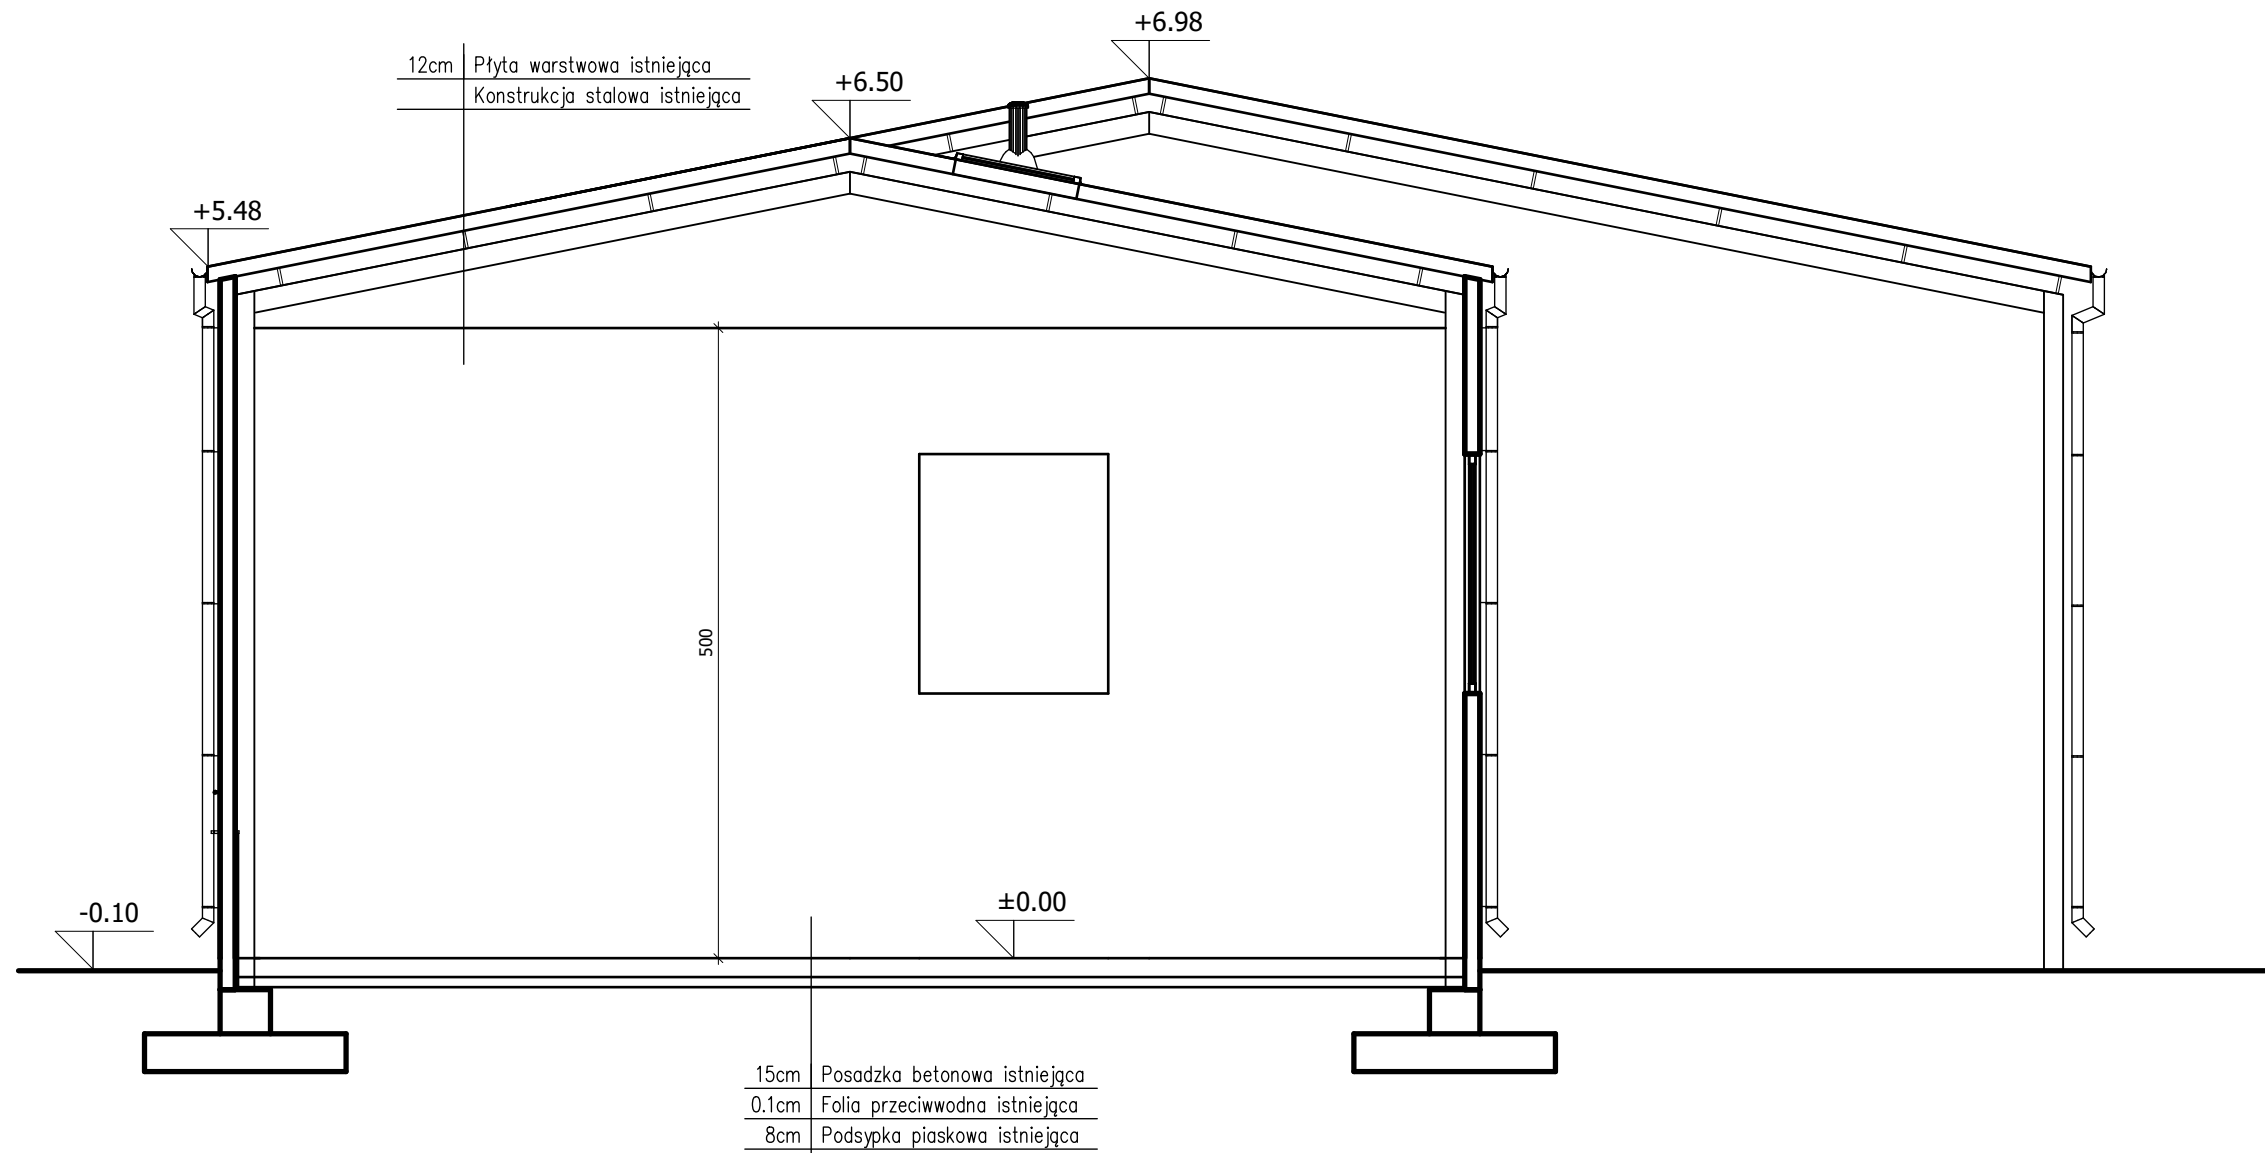 +6.98
12cm Płyta warstwowa istniejąca
Konstrukcja stalowa istniejąca
+6.50
+5.48
500
±0.00
-0.10
15cm Posadzka betonowa istniejąca
0.1cm Folia przeciwwodna istniejąca
8cm Podsypka piaskowa istniejąca